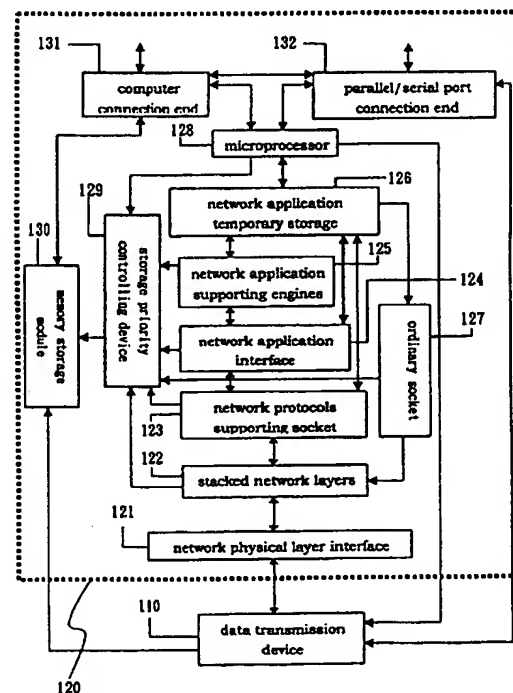 131
132
computer
connection end
parallel/serial port
connection end
128
microprocessor
126
129
network application
temporary storage
130
125
storage priority
controlling device
network application
supporting engines
124
memory storage
module
network application
interface
127
ordinary socket
network protocols
supporting socket
123
122
stacked network layers
121
network physical layer interface
110
data transmission
device
120